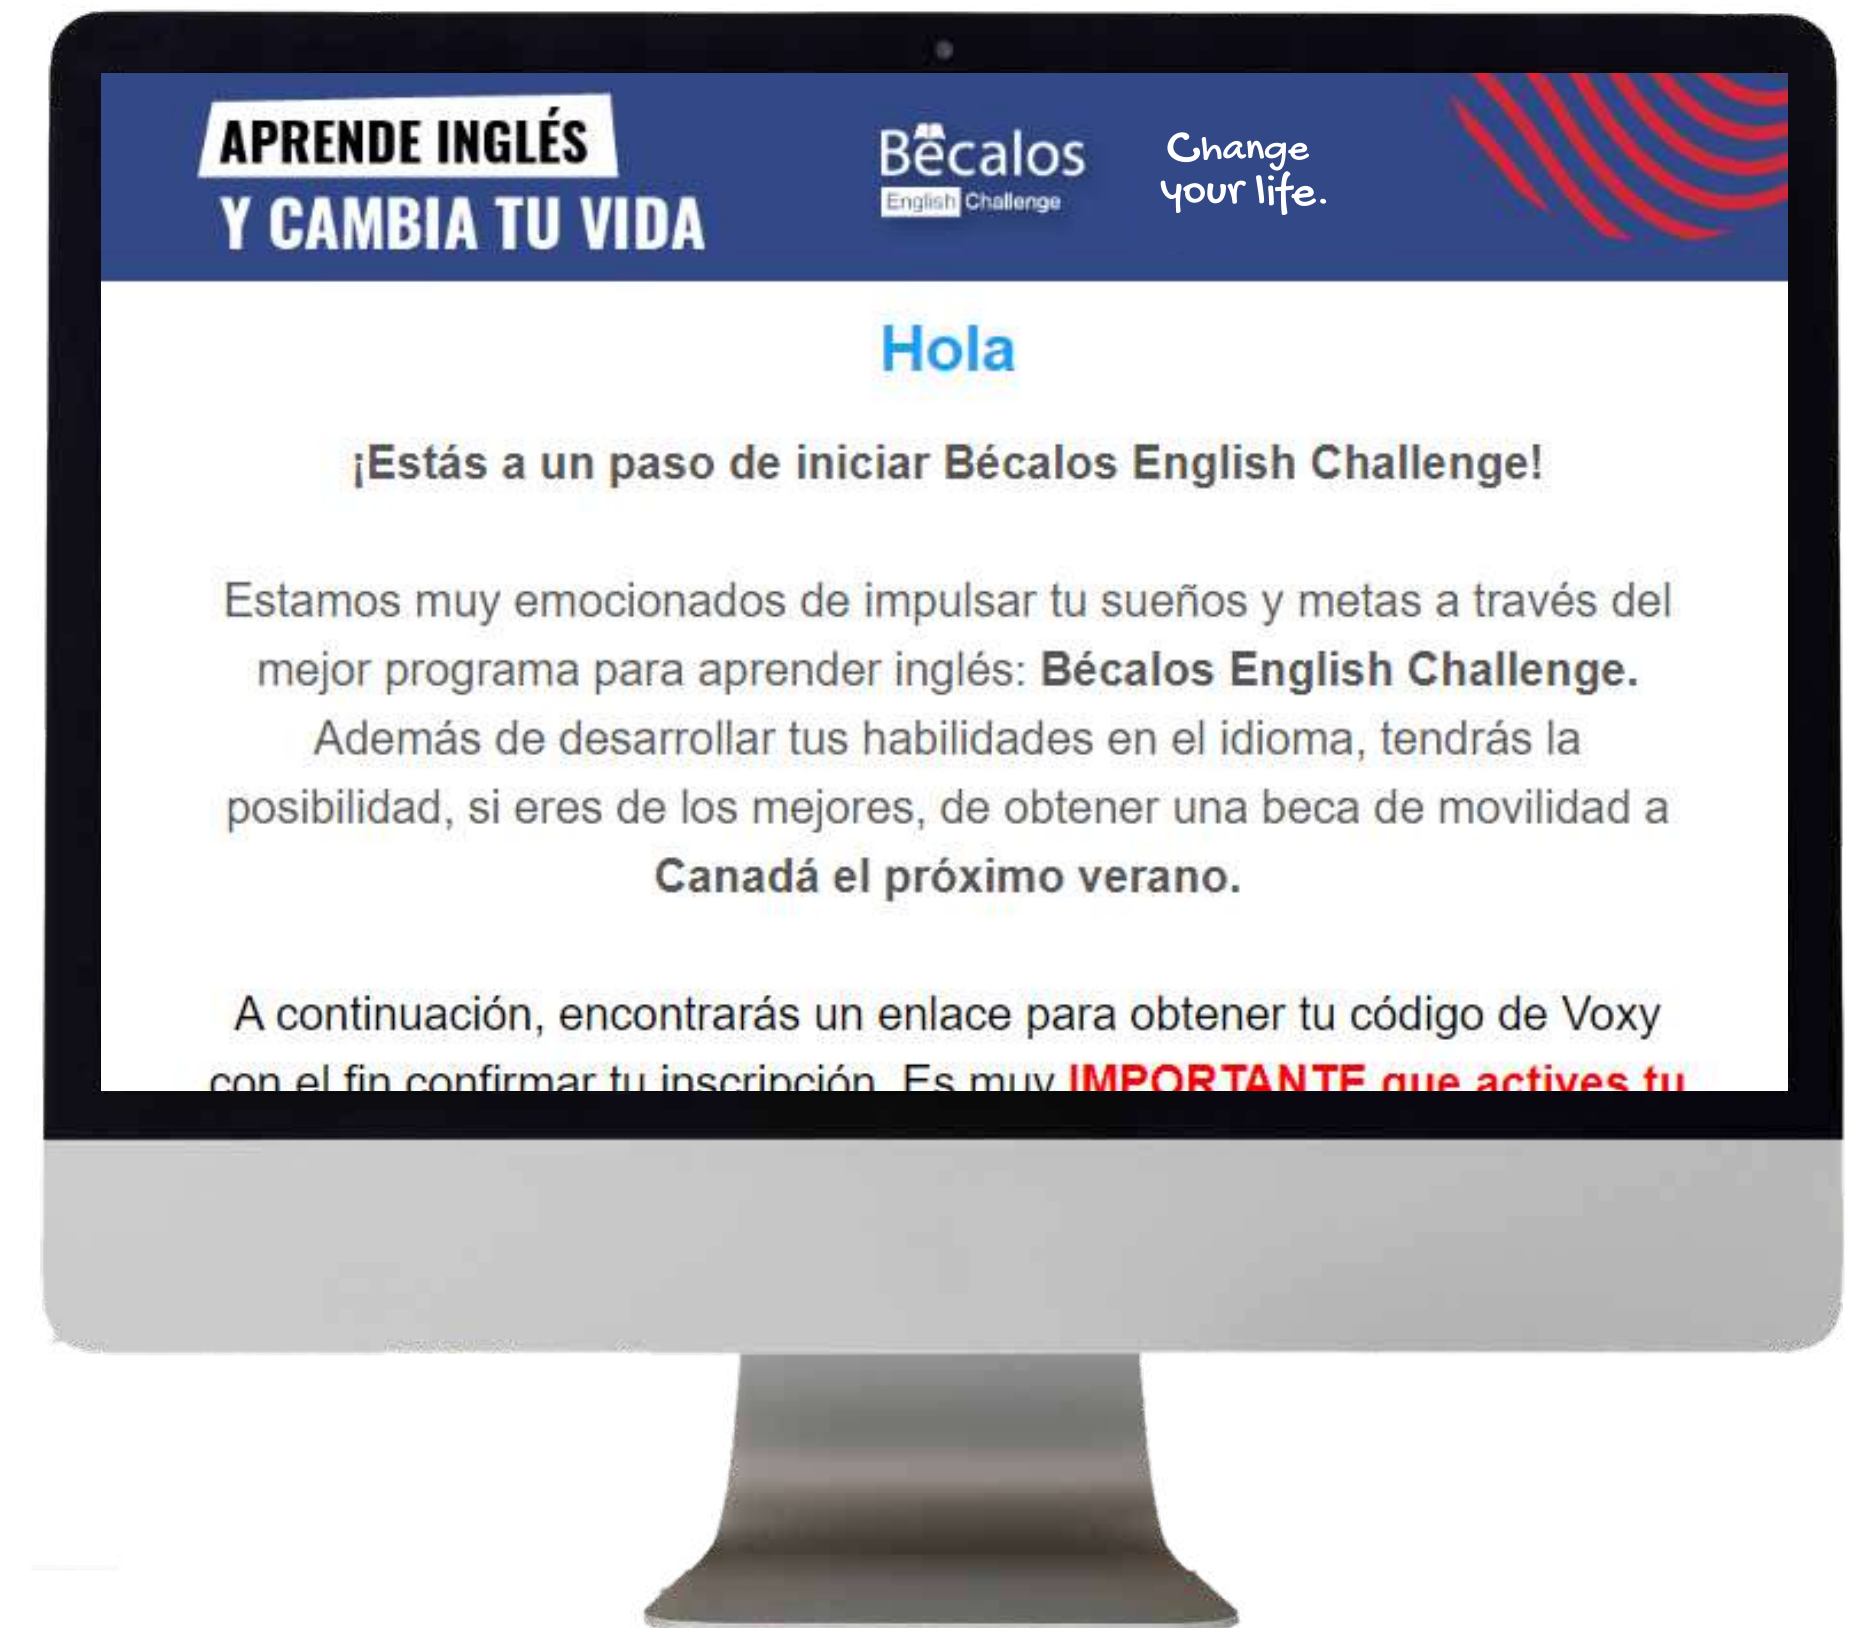 APRENDE INGLÉS
Y CAMBIA TU VIDA
Bécalos
English Challenge
Change
your life.
Hola
¡Estás a un paso de iniciar Bécalos English Challenge!
Estamos muy emocionados de impulsar tu sueños y metas a través del
mejor programa para aprender inglés: Bécalos English Challenge.
Además de desarrollar tus habilidades en el idioma, tendrás la
posibilidad, si eres de los mejores, de obtener una beca de movilidad a
Canadá el próximo verano.
A continuación, encontrarás un enlace para obtener tu código de Voxy
con el fin confirmar tu inscripción. Es muy IMPORTANTE que actives tu